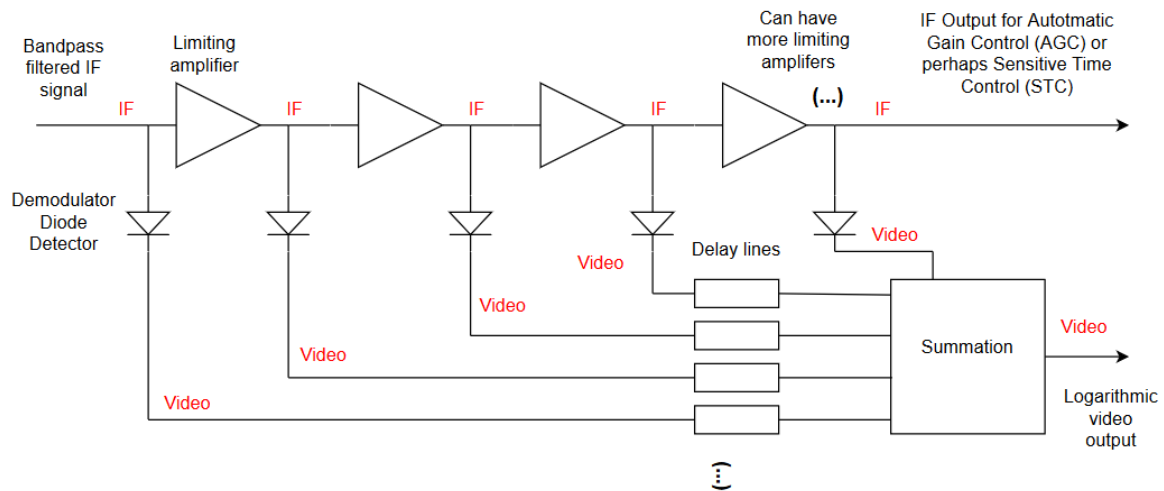 Bandpass
filtered IF
signal
Limiting
amplifier
Can have
more limiting
amplifers
(...)
IF Output for Autotmatic
Gain Control (AGC) or
perhaps Sensitive Time
Control (STC)
IF
IF
IF
IF
IF
Demodulator
Diode
Detector
Video
Delay lines
Video
Video
Video
Video
Summation
Video
Logarithmic
video
output
(...)